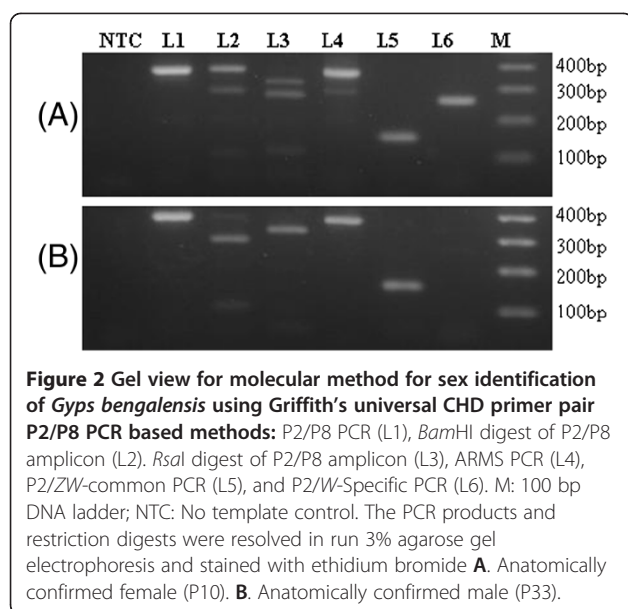 NTC L1 L2 L3 L4 L5 L6 M
(A)
400bp
300bp
200bp
100bp
(B)
400bp
300bp
200bp
100bp
Figure 2 Gel view for molecular method for sex identification
of Gyps bengalensis using Griffith's universal CHD primer pair
P2/P8 PCR based methods: P2/P8 PCR (L1), BamHI digest of P2/P8
amplicon (L2). RsaI digest of P2/P8 amplicon (L3), ARMS PCR (L4),
P2/ZW-common PCR (L5), and P2/W-Specific PCR (L6). M: 100 bp
DNA ladder; NTC: No template control. The PCR products and
restriction digests were resolved in run 3% agarose gel
electrophoresis and stained with ethidium bromide A. Anatomically
confirmed female (P10). B. Anatomically confirmed male (P33).